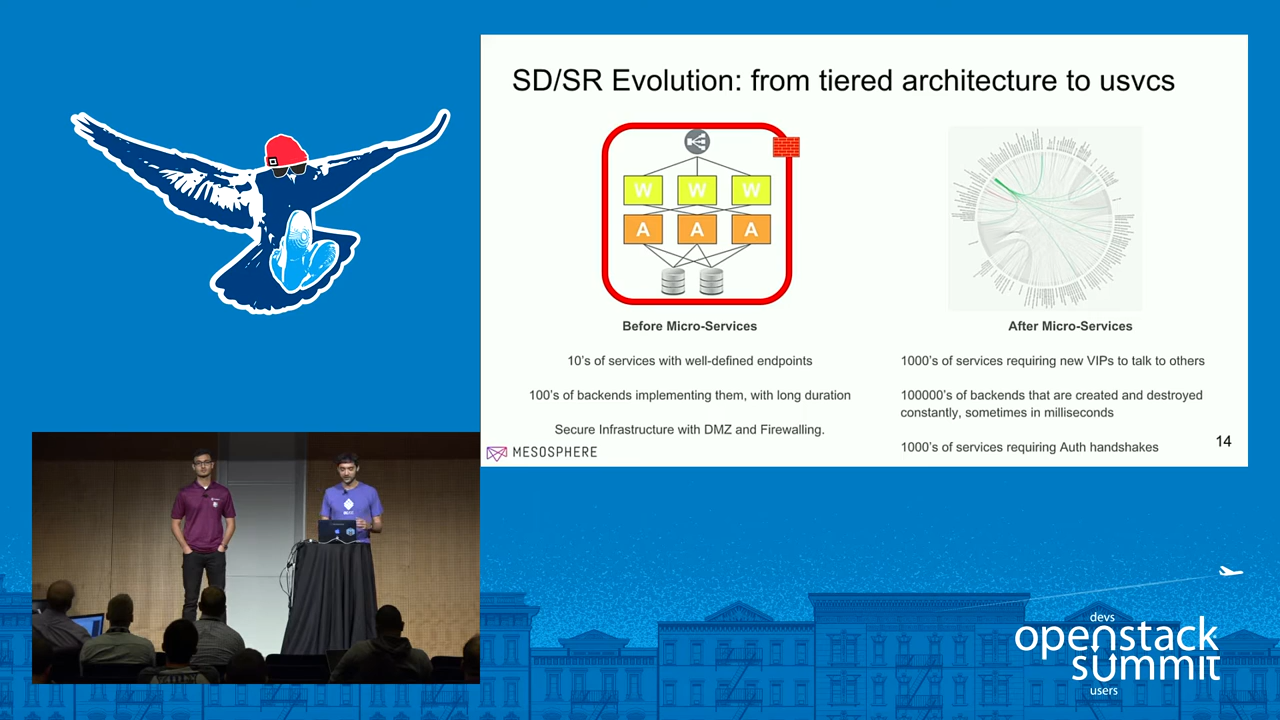 SD/SR Evolution: from tiered architecture to usvcs
W W W
A A A
Before Micro-Services
10's of services with well-defined endpoints
100's of backends implementing them, with long duration
Secure Infrastructure with DMZ and Firewalling.
After Micro-Services
1000's of services requiring new VIPs to talk to others
100000's of backends that are created and destroyed
constantly, sometimes in milliseconds
1000's of services requiring Auth handshakes
MESOSPHERE
14
devs
openstack
summit
users